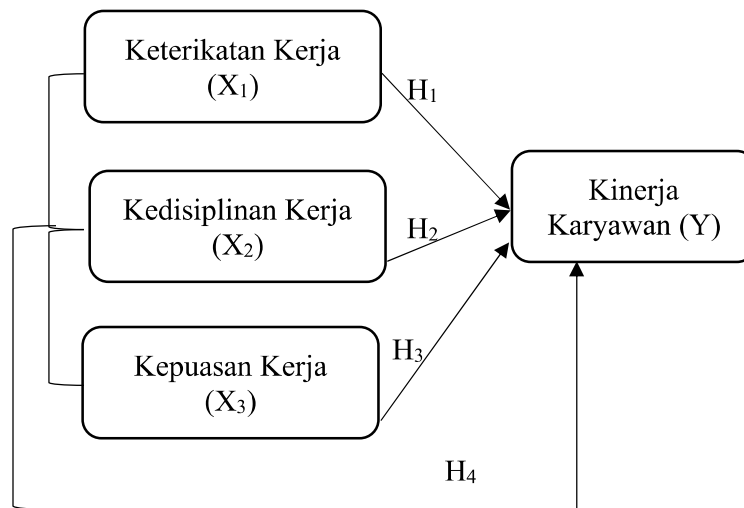 Keterikatan Kerja
(X₁)
H₁
Kedisiplinan Kerja
(X₂)
H₂
Kinerja
Karyawan (Y)
Kepuasan Kerja
(X₃)
H₃
H₄